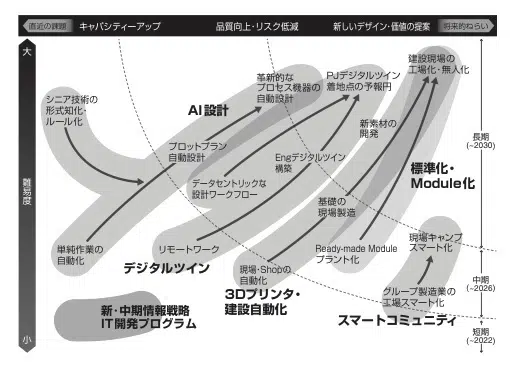 直近の課題
キャパシティーアップ
品質向上・リスク低減
新しいデザイン・価値の提案
将来的ねらい
大
難易度
小
シニア技術の
形式知化・
ルール化
AI設計
革新的な
プロセス機器の
自動設計
PJデジタルツイン
着地点の予報円
建設現場の
工場化・無人化
プロットプラン
自動設計
新素材の
開発
Engデジタルツイン
構築
データセントリックな
設計ワークフロー
標準化・
Module化
基礎の
現場製造
単純作業の
自動化
リモートワーク
デジタルツイン
現場・Shopの
自動化
3Dプリンタ・
建設自動化
Ready-made Module
プラント化
現場キャンプ
スマート化
グループ製造業の
工場スマート化
スマートコミュニティ
新・中期情報戦略
IT開発プログラム
長期
(~2030)
中期
(~2026)
短期
(~2022)